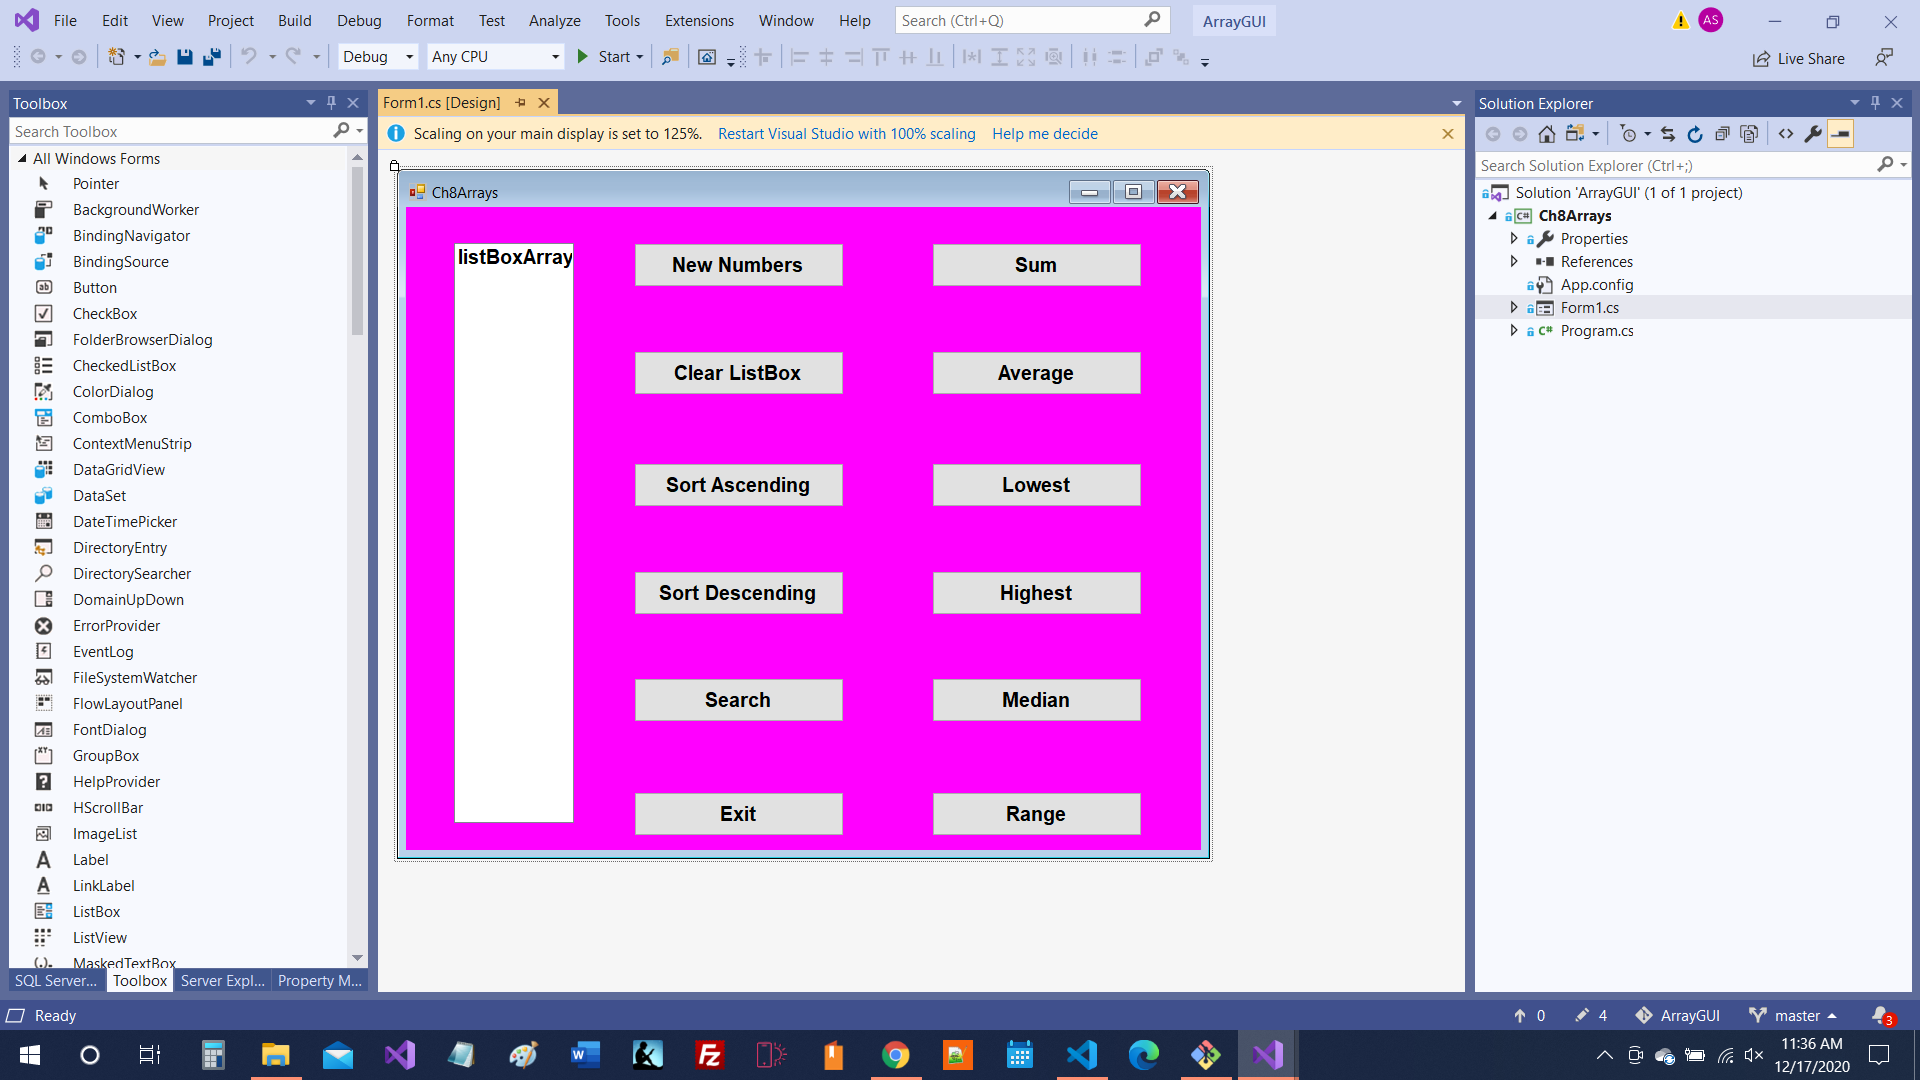 File Edit View Project Build Debug Format Test Analyze Tools Extensions Window Help Search (Ctrl+Q) ArrayGUI AS
Debug Any CPU Start Live Share
Toolbox
Search Toolbox
All Windows Forms
Pointer
BackgroundWorker
BindingNavigator
BindingSource
Button
CheckBox
FolderBrowserDialog
CheckedListBox
ColorDialog
ComboBox
ContextMenuStrip
DataGridView
DataSet
DateTimePicker
DirectoryEntry
DirectorySearcher
DomainUpDown
ErrorProvider
EventLog
FileSystemWatcher
FlowLayoutPanel
FontDialog
GroupBox
HelpProvider
HScrollBar
ImageList
Label
LinkLabel
ListBox
ListView
MaskedTextBox
SQL Server... Toolbox Server Expl... Property M...
Form1.cs [Design]
Scaling on your main display is set to 125%. Restart Visual Studio with 100% scaling Help me decide
Ch8Arrays
listBoxArray
New Numbers Sum
Clear ListBox Average
Sort Ascending Lowest
Sort Descending Highest
Search Median
Exit Range
Solution Explorer
Search Solution Explorer (Ctrl+;)
Solution 'ArrayGUI' (1 of 1 project)
C# Ch8Arrays
Properties
References
App.config
Form1.cs
C# Program.cs
Ready 0 4 ArrayGUI master 3
11:36 AM
12/17/2020